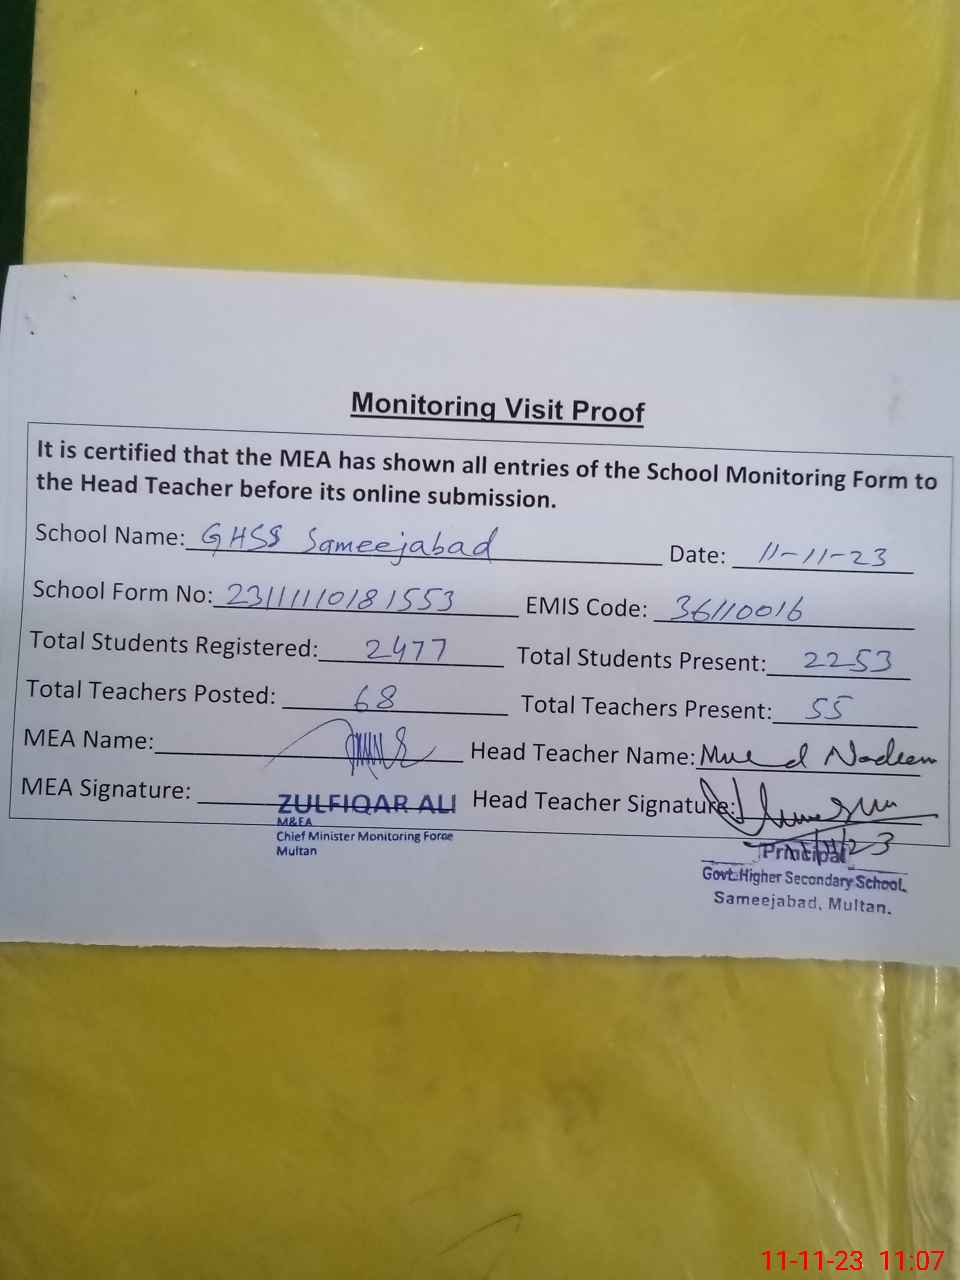 Monitoring Visit Proof
It is certified that the MEA has shown all entries of the School Monitoring Form to
the Head Teacher before its online submission.
School Name: GHSS Sameejabad Date: 11-11-23
School Form No: 23111110181553 EMIS Code: 36110016
Total Students Registered: 2477 Total Students Present: 2253
Total Teachers Posted: 68 Total Teachers Present: 55
MEA Name: Head Teacher Name: Nadeem
MEA Signature: Head Teacher Signature:
ZULFIQAR ALI
M&EA
Chief Minister Monitoring Force
Multan
Principal
Govt: Higher Secondary School,
Sameejabad, Multan.
11-11-23 11:07